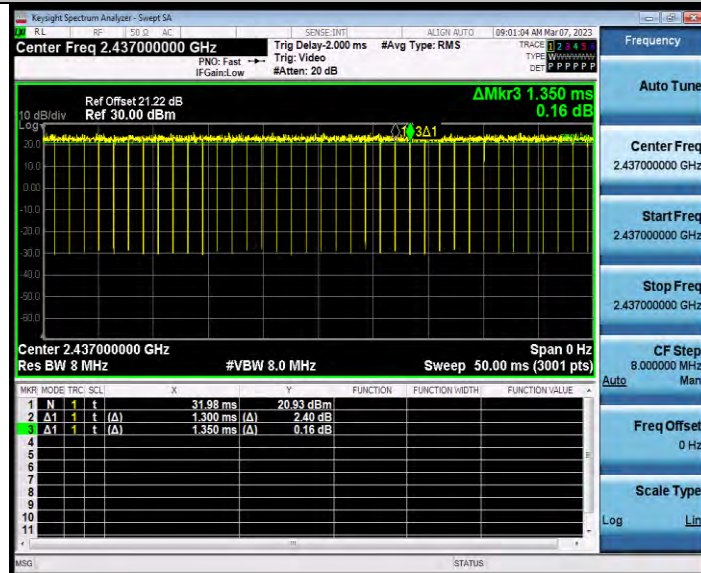 Keysight Spectrum Analyzer - Swept SA
LXI RL RF 50 Ω AC SENSE:INT ALIGN AUTO 09:01:04 AM Mar 07, 2023
Center Freq 2.437000000 GHz
PNO: Fast
IFGain:Low
Trig Delay-2.000 ms
Trig: Video
#Atten: 20 dB
#Avg Type: RMS
TRACE 1 2 3 4 5 6
TYPE W
DET P P P P P P
Frequency
Auto Tune
Center Freq
2.437000000 GHz
Start Freq
2.437000000 GHz
Stop Freq
2.437000000 GHz
CF Step
8.000000 MHz
Auto Man
Freq Offset
0 Hz
Scale Type
Log Lin
ΔMkr3 1.350 ms
0.16 dB
Ref Offset 21.22 dB
10 dB/div Ref 30.00 dBm
Log
3Δ1
20.0
10.0
0.00
-10.0
-20.0
-30.0
-40.0
-50.0
-60.0
Center 2.437000000 GHz Span 0 Hz
Res BW 8 MHz #VBW 8.0 MHz Sweep 50.00 ms (3001 pts)
MKR MODE TRC SCL X Y FUNCTION FUNCTION WIDTH FUNCTION VALUE
1 N 1 t 31.98 ms 20.93 dBm
2 Δ1 1 t (Δ) 1.300 ms (Δ) 2.40 dB
3 Δ1 1 t (Δ) 1.350 ms (Δ) 0.16 dB
4
5
6
7
8
9
10
11
MSG STATUS